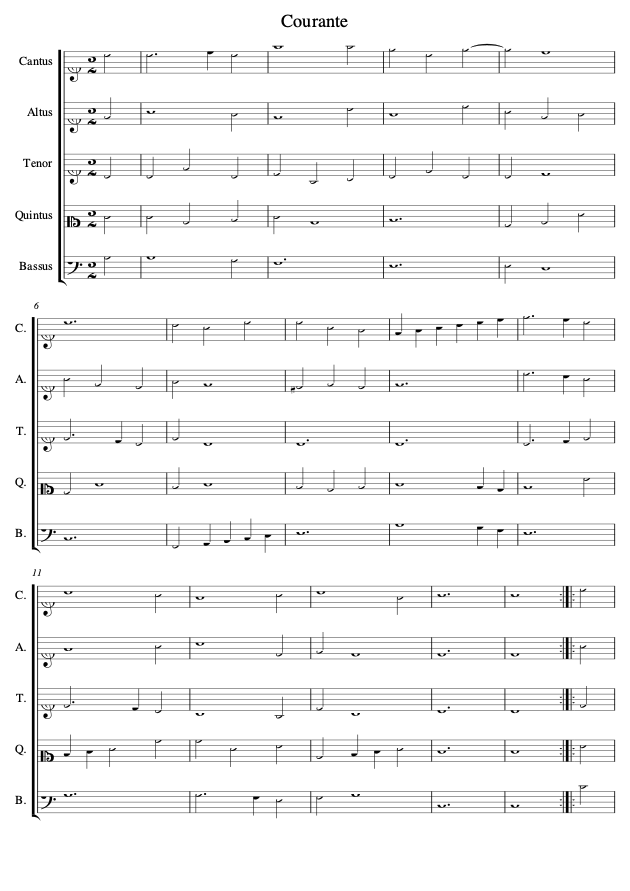 Courante
Cantus
Altus
Tenor
Quintus
Bassus
6
C.
A.
T.
Q.
B.
11
C.
A.
T.
Q.
B.